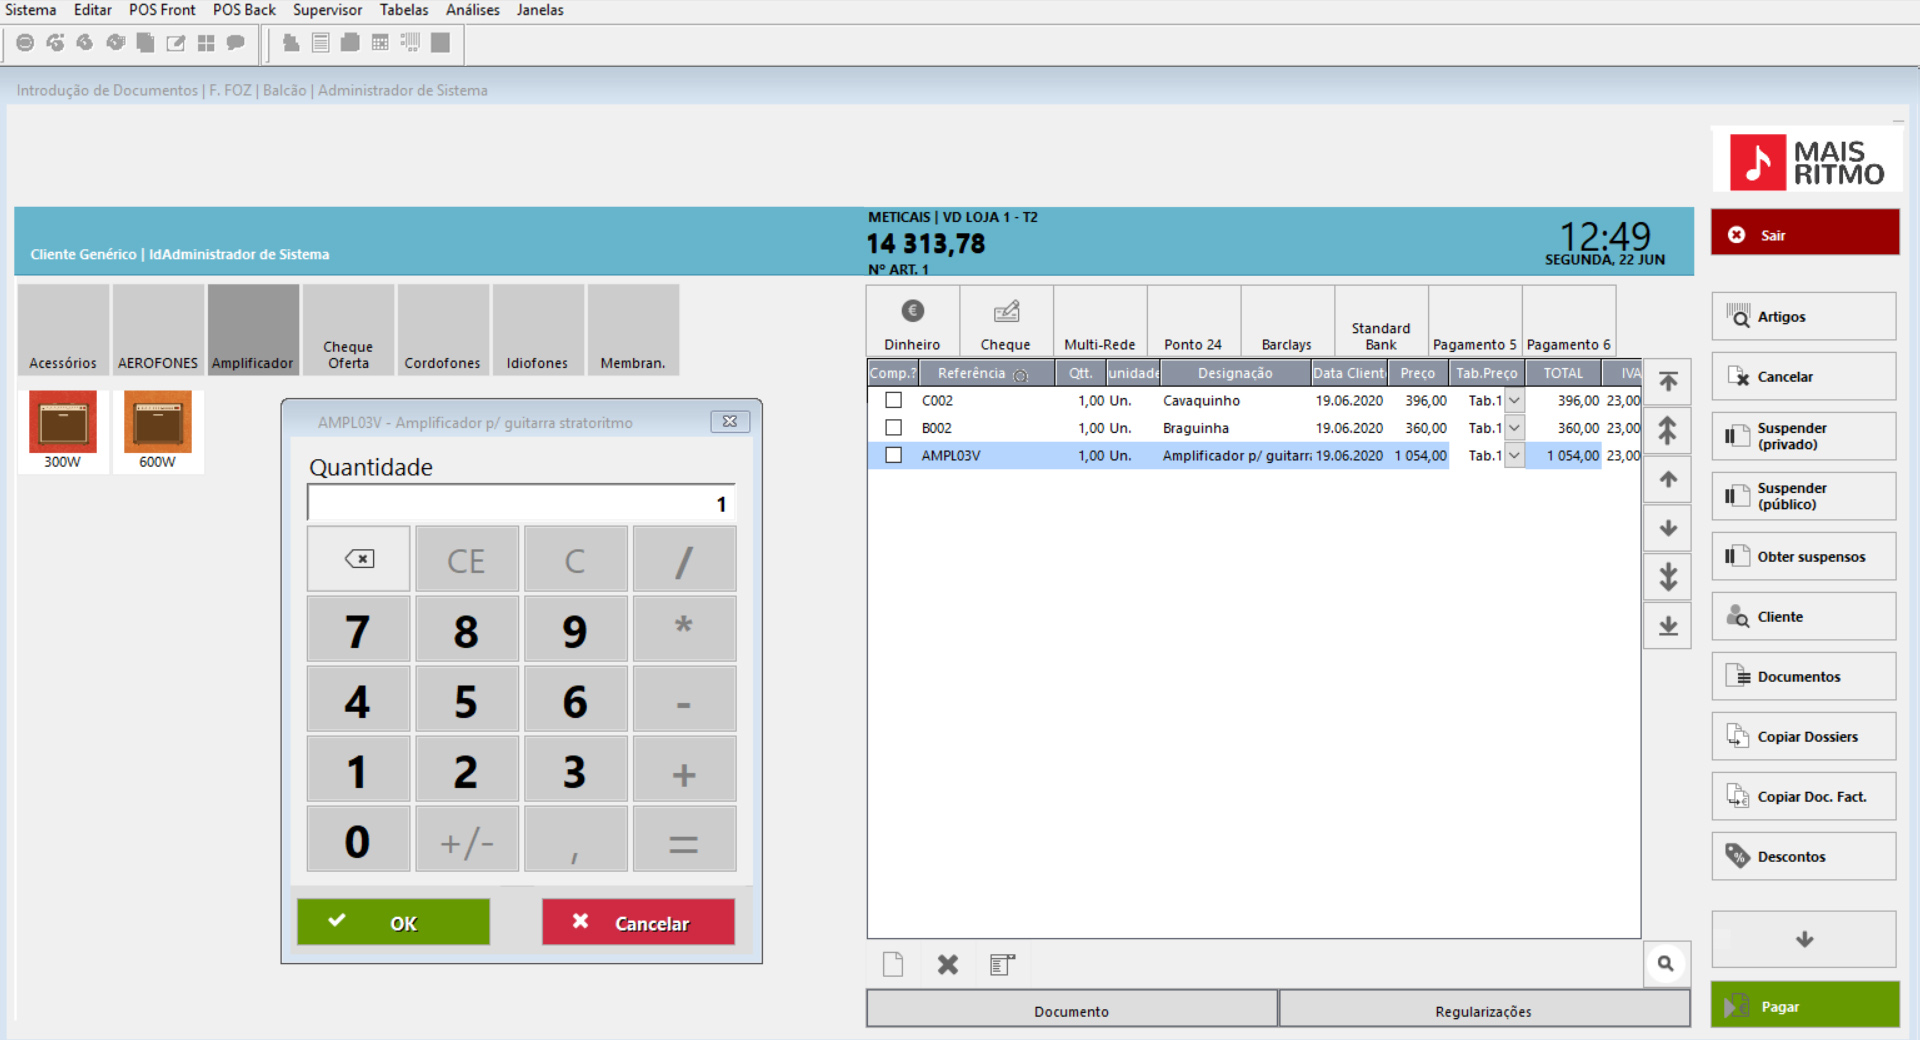 Sistema Editar POS Front POS Back Supervisor Tabelas Análises Janelas
Introdução de Documentos | F. FOZ | Balcão | Administrador de Sistema
MAIS
RITMO
Cliente Genérico | IdAdministrador de Sistema
METICAIS | VD LOJA 1 - T2
14 313,78
Nº ART. 1
12:49
SEGUNDA, 22 JUN
Sair
Acessórios
AEROFONES
Amplificador
Cheque
Oferta
Cordofones
Idiofones
Membran.
300W
600W
AMPL03V - Amplificador p/ guitarra stratoritmo
Quantidade
1
CE C /
7 8 9 *
4 5 6 -
1 2 3 +
0 +/- , =
OK
Cancelar
Dinheiro
Cheque
Multi-Rede
Ponto 24
Barclays
Standard
Bank
Pagamento 5
Pagamento 6
Comp.? Referência Qtt. unidade Designação Data Client Preço Tab.Preço TOTAL IVA
C002 1,00 Un. Cavaquinho 19.06.2020 396,00 Tab.1 396,00 23,00
B002 1,00 Un. Braguinha 19.06.2020 360,00 Tab.1 360,00 23,00
AMPL03V 1,00 Un. Amplificador p/ guitarr 19.06.2020 1 054,00 Tab.1 1 054,00 23,00
Documento
Regularizações
Artigos
Cancelar
Suspender
(privado)
Suspender
(público)
Obter suspensos
Cliente
Documentos
Copiar Dossiers
Copiar Doc. Fact.
Descontos
Pagar